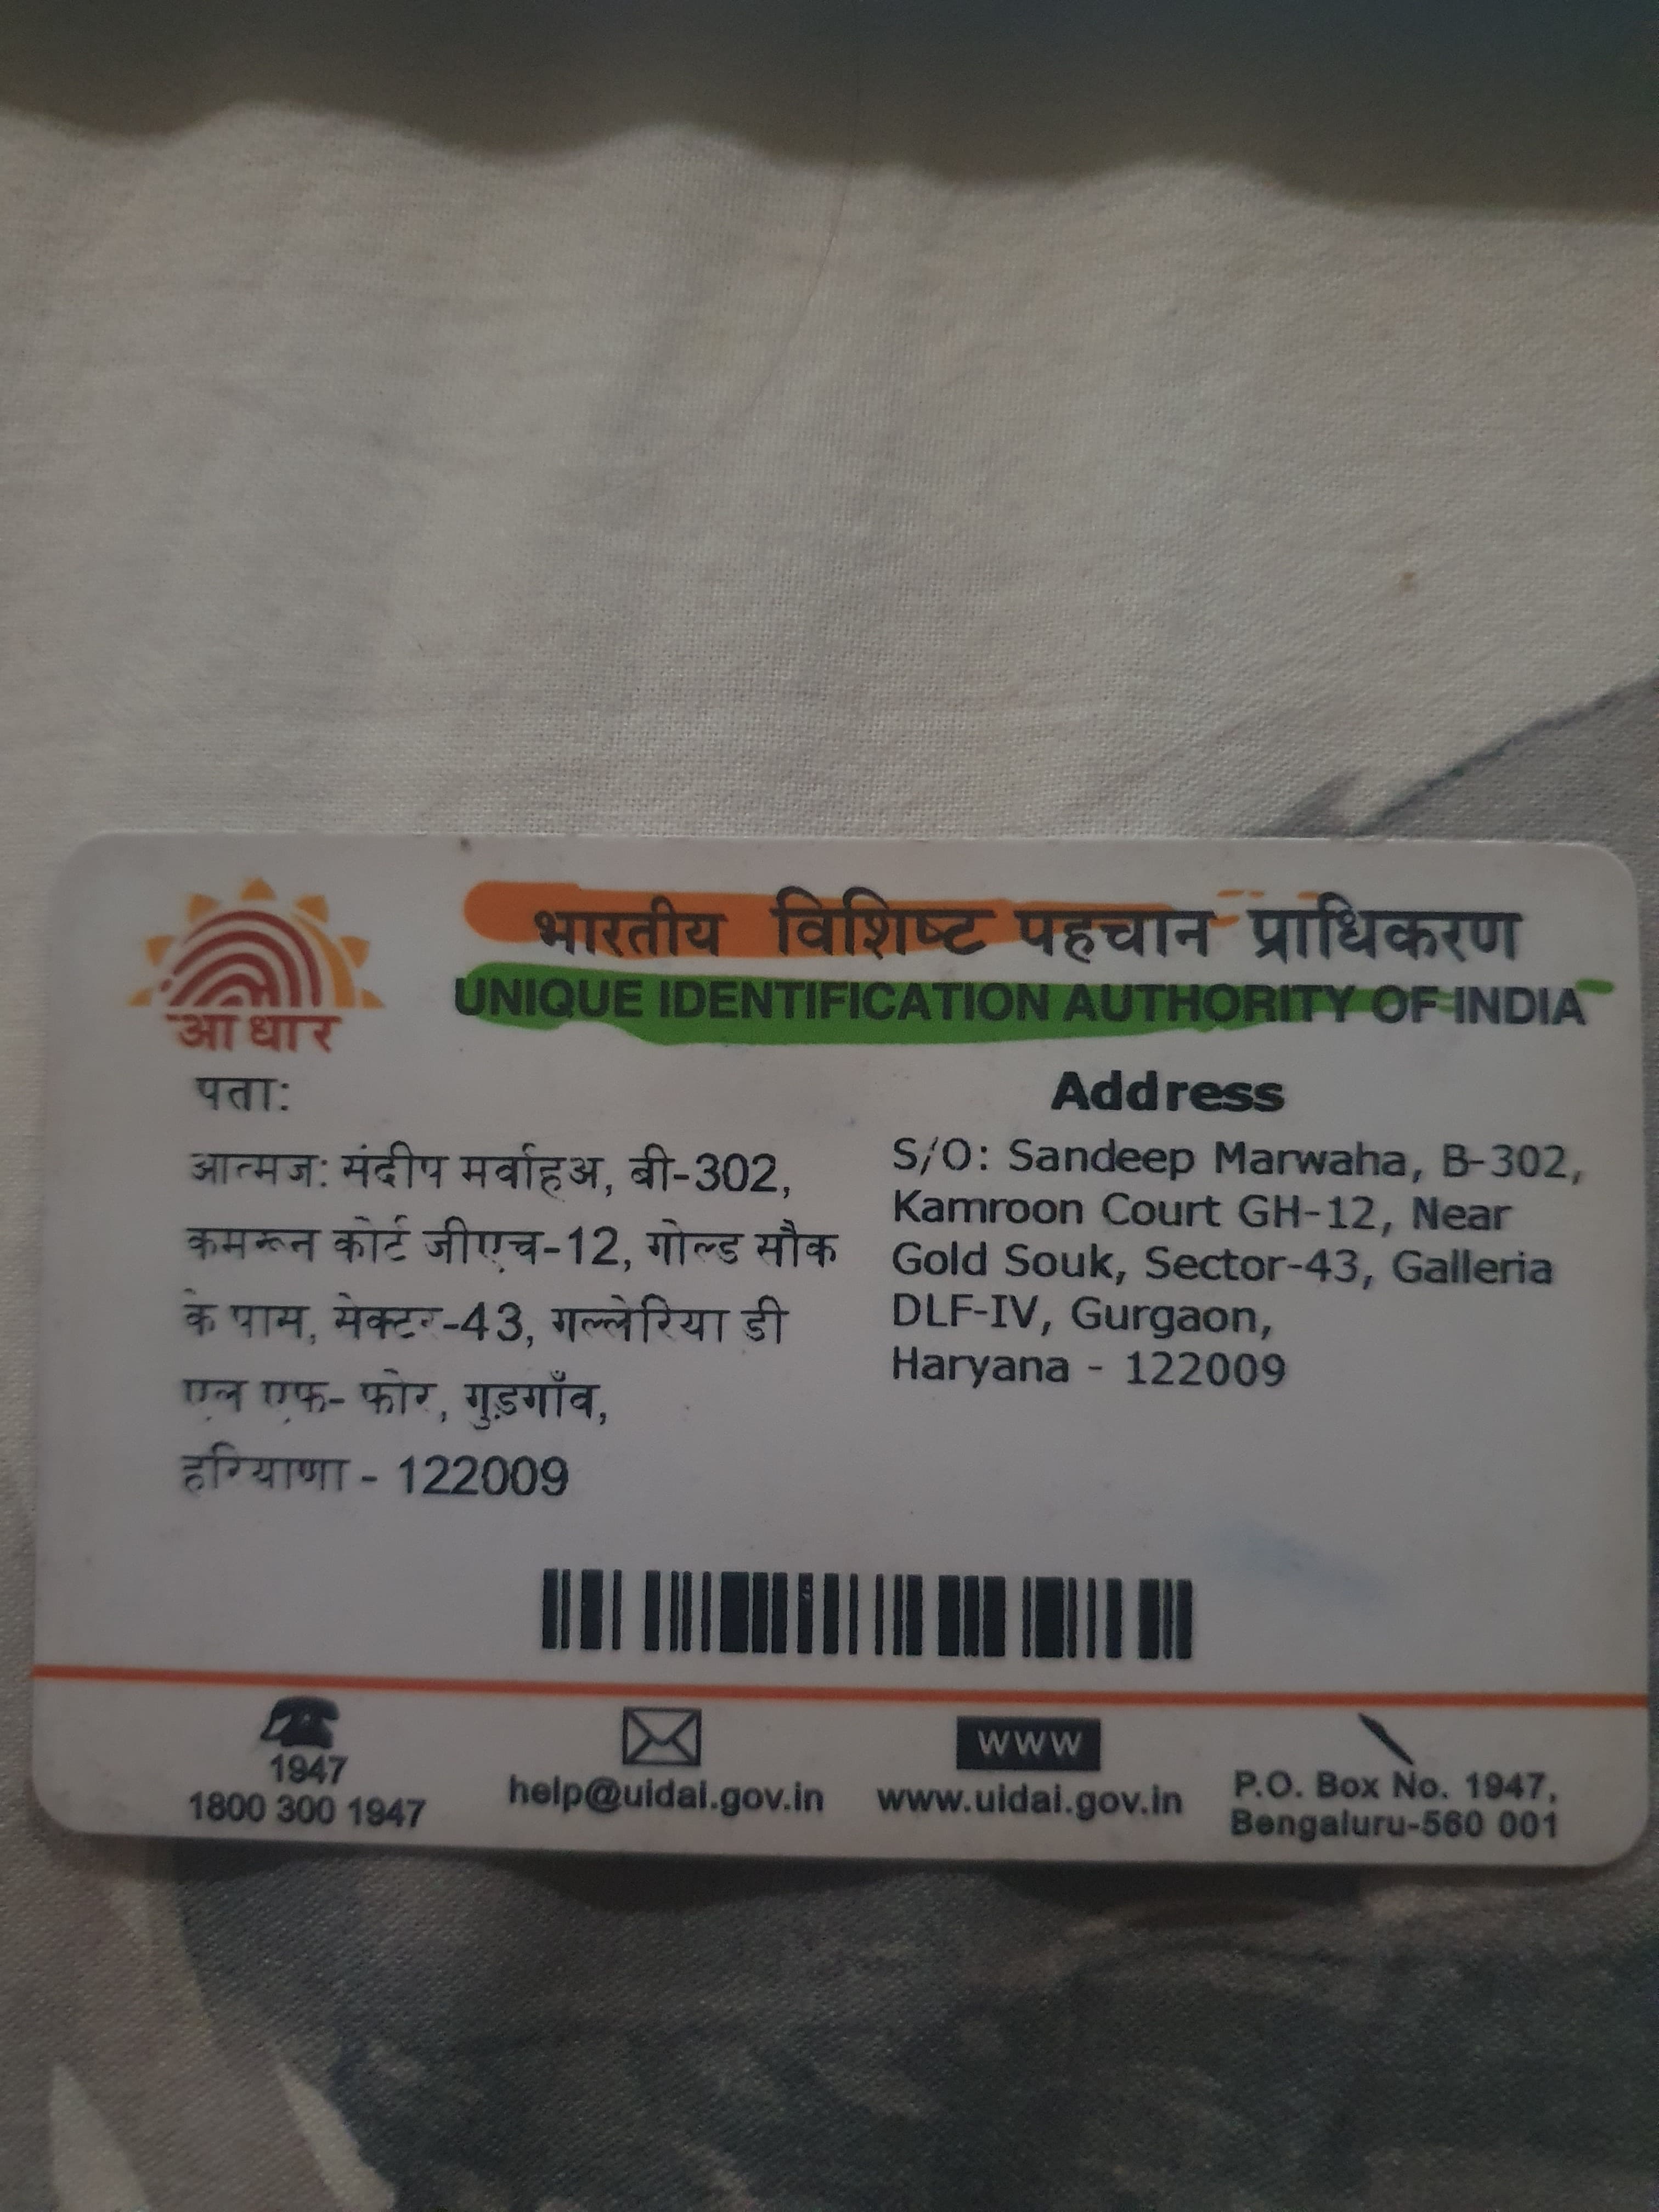 भारतीय विशिष्ट पहचान प्राधिकरण
UNIQUE IDENTIFICATION AUTHORITY OF INDIA
आधार
पता:
आत्मज: संदीप मर्वाहअ, बी-302,
कमरून कोर्ट जीएच-12, गोल्ड सौक
के पास, सेक्टर-43, गल्लेरिया डी
एल एफ- फोर, गुड़गाँव,
हरियाणा - 122009
Address
S/O: Sandeep Marwaha, B-302,
Kamroon Court GH-12, Near
Gold Souk, Sector-43, Galleria
DLF-IV, Gurgaon,
Haryana - 122009
1947
1800 300 1947
help@uidai.gov.in
www
www.uidai.gov.in
P.O. Box No. 1947,
Bengaluru-560 001